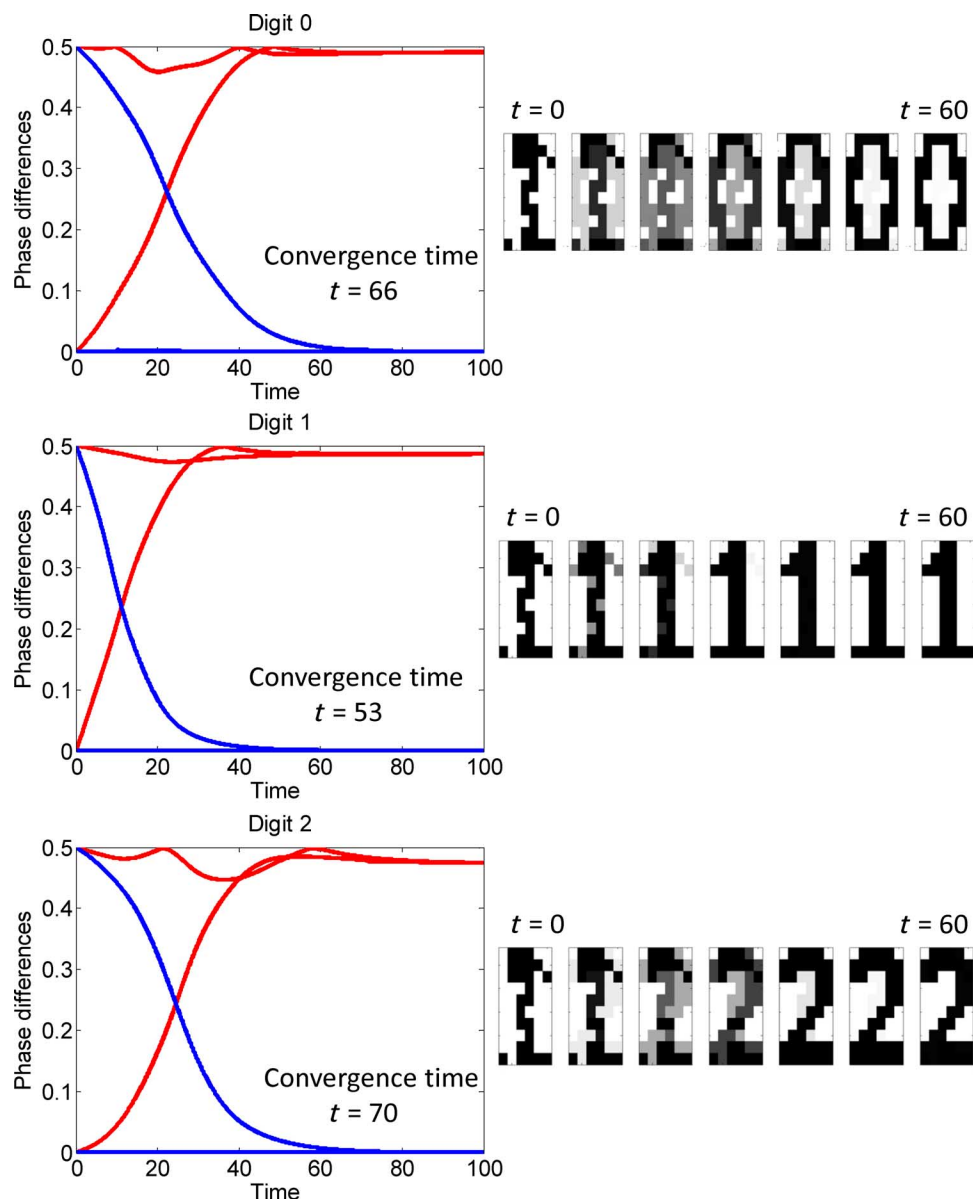 Digit 0
Phase differences
0.5
0.4
0.3
0.2
0.1
0
0 20 40 60 80 100
Time
Convergence time
t = 66
t = 0 t = 60
Digit 1
Phase differences
0.5
0.4
0.3
0.2
0.1
0
0 20 40 60 80 100
Time
Convergence time
t = 53
t = 0 t = 60
Digit 2
Phase differences
0.5
0.4
0.3
0.2
0.1
0
0 20 40 60 80 100
Time
Convergence time
t = 70
t = 0 t = 60